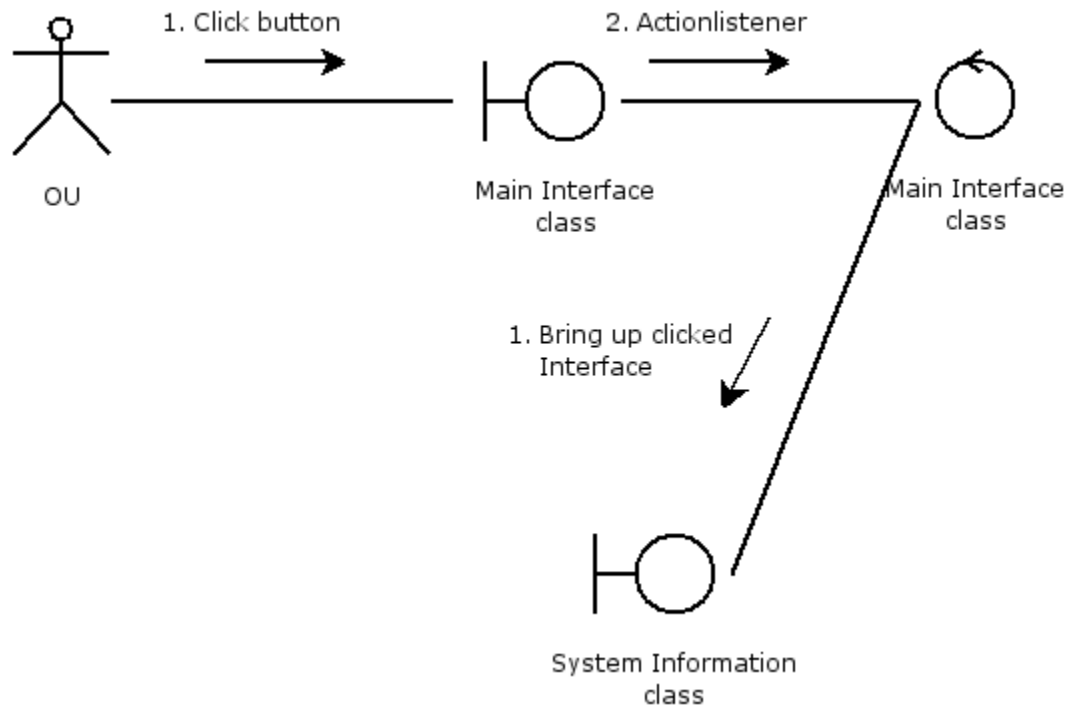 1. Click button
2. Actionlistener
OU
Main Interface
class
Main Interface
class
1. Bring up clicked
Interface
System Information
class